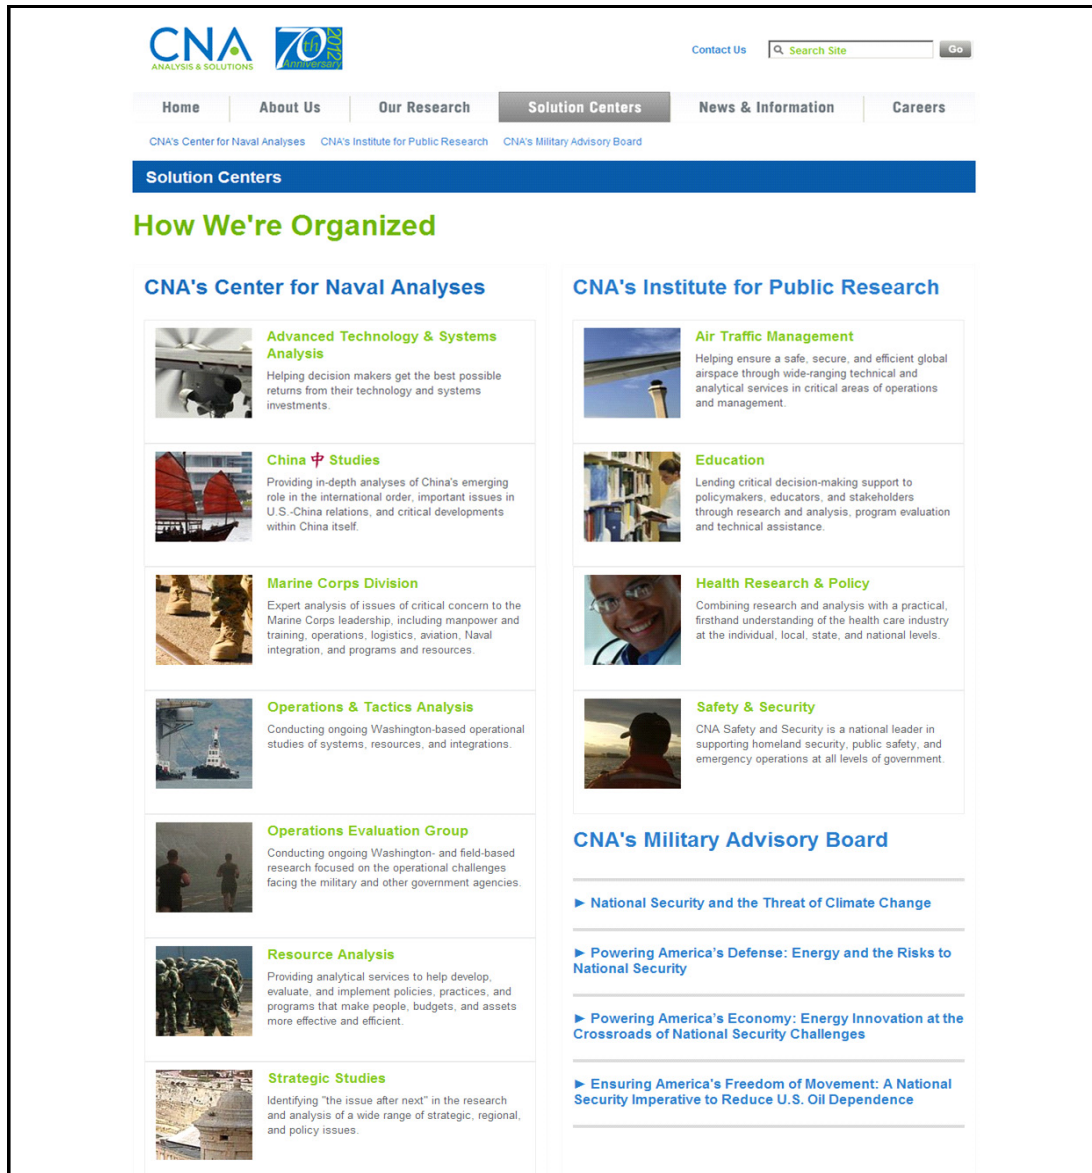 CNA
ANALYSIS & SOLUTIONS
70th
Anniversary
2012
Contact Us
Search Site
Go
Home
About Us
Our Research
Solution Centers
News & Information
Careers
CNA's Center for Naval Analyses
CNA's Institute for Public Research
CNA's Military Advisory Board
Solution Centers
How We're Organized
CNA's Center for Naval Analyses
Advanced Technology & Systems
Analysis
Helping decision makers get the best possible
returns from their technology and systems
investments.
China 中 Studies
Providing in-depth analyses of China's emerging
role in the international order, important issues in
U.S.-China relations, and critical developments
within China itself.
Marine Corps Division
Expert analysis of issues of critical concern to the
Marine Corps leadership, including manpower and
training, operations, logistics, aviation, Naval
integration, and programs and resources.
Operations & Tactics Analysis
Conducting ongoing Washington-based operational
studies of systems, resources, and integrations.
Operations Evaluation Group
Conducting ongoing Washington- and field-based
research focused on the operational challenges
facing the military and other government agencies.
Resource Analysis
Providing analytical services to help develop,
evaluate, and implement policies, practices, and
programs that make people, budgets, and assets
more effective and efficient.
Strategic Studies
Identifying "the issue after next" in the research
and analysis of a wide range of strategic, regional,
and policy issues.
CNA's Institute for Public Research
Air Traffic Management
Helping ensure a safe, secure, and efficient global
airspace through wide-ranging technical and
analytical services in critical areas of operations
and management.
Education
Lending critical decision-making support to
policymakers, educators, and stakeholders
through research and analysis, program evaluation
and technical assistance.
Health Research & Policy
Combining research and analysis with a practical,
firsthand understanding of the health care industry
at the individual, local, state, and national levels.
Safety & Security
CNA Safety and Security is a national leader in
supporting homeland security, public safety, and
emergency operations at all levels of government.
CNA's Military Advisory Board
► National Security and the Threat of Climate Change
► Powering America's Defense: Energy and the Risks to
National Security
► Powering America's Economy: Energy Innovation at the
Crossroads of National Security Challenges
► Ensuring America's Freedom of Movement: A National
Security Imperative to Reduce U.S. Oil Dependence